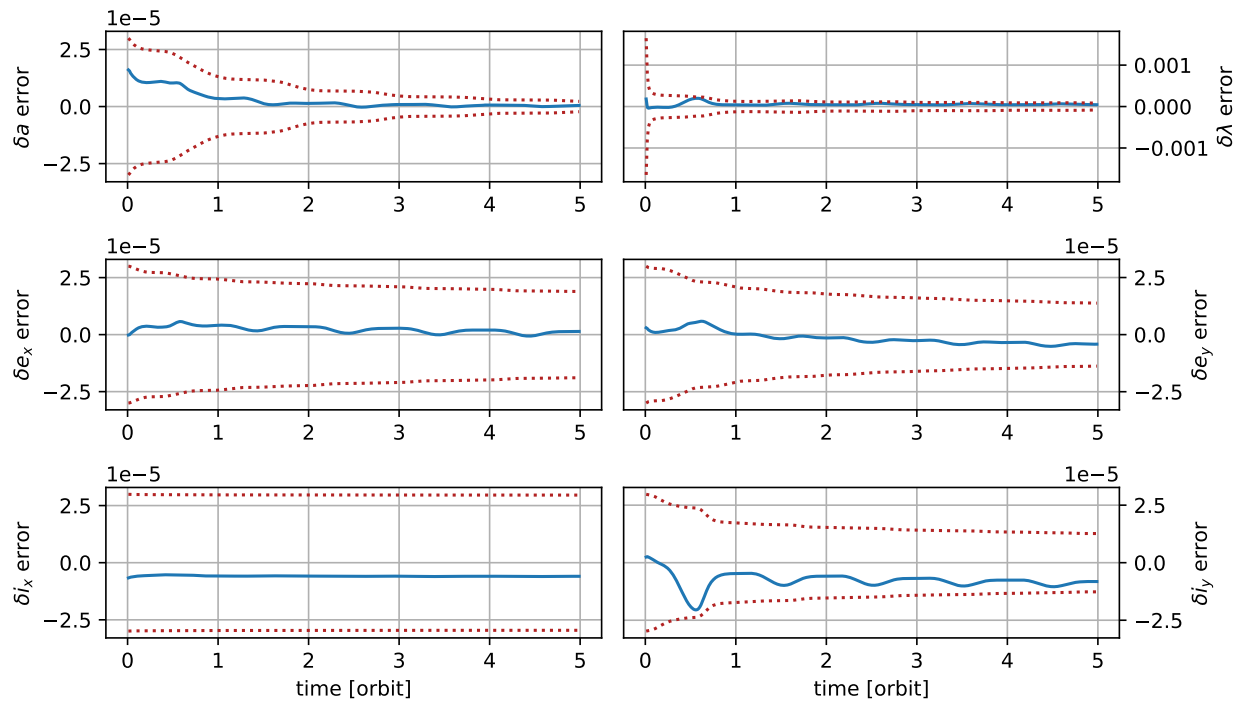 1e−5
2.5
0.0
−2.5
δa error
0 1 2 3 4 5
0.001
0.000
−0.001
δλ error
0 1 2 3 4 5
1e−5
2.5
0.0
−2.5
δe_x error
0 1 2 3 4 5
1e−5
2.5
0.0
−2.5
δe_y error
0 1 2 3 4 5
1e−5
2.5
0.0
−2.5
δi_x error
0 1 2 3 4 5
time [orbit]
1e−5
2.5
0.0
−2.5
δi_y error
0 1 2 3 4 5
time [orbit]